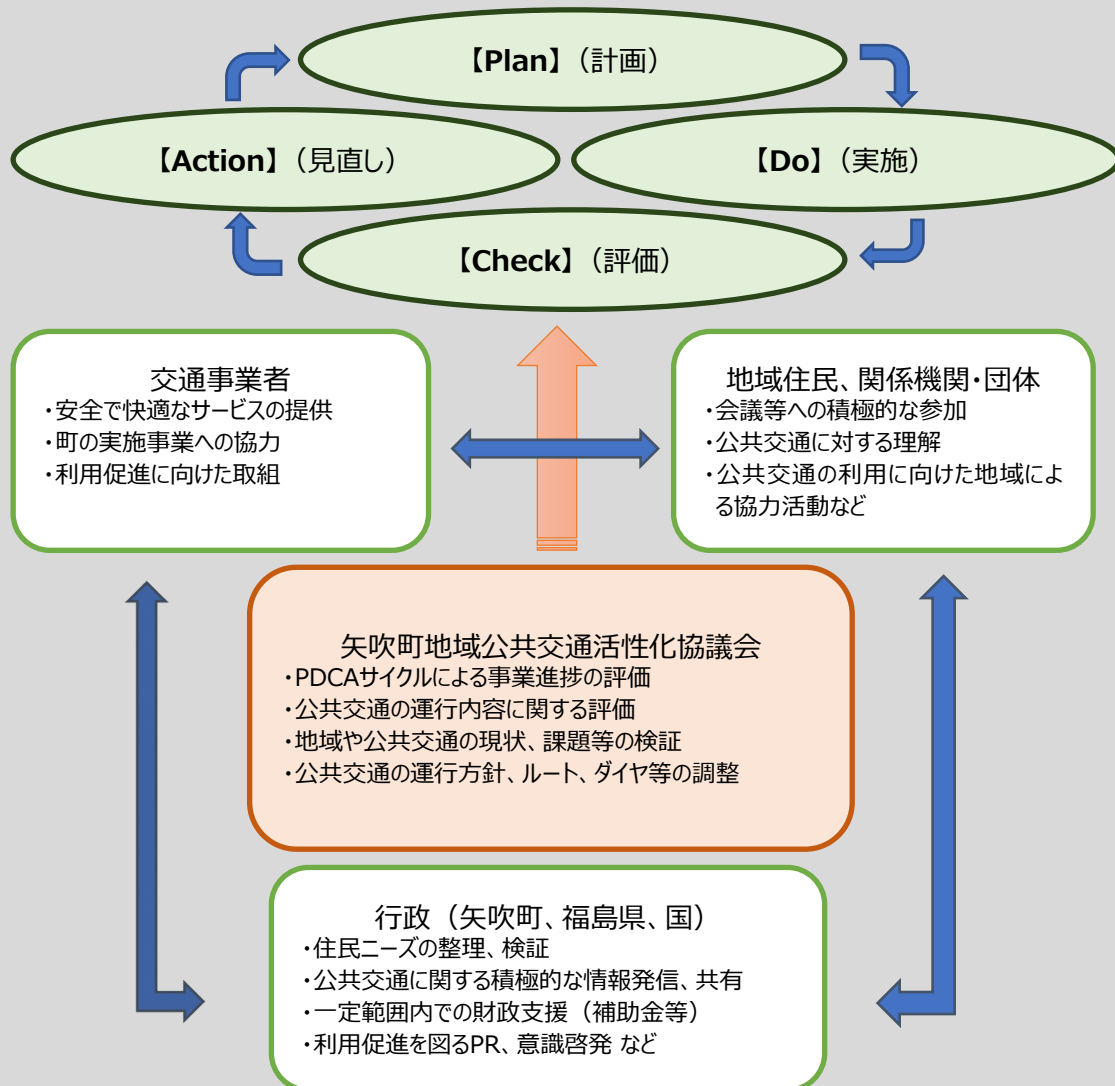 【Plan】（計画）
【Action】（見直し）
【Do】（実施）
【Check】（評価）
交通事業者
・安全で快適なサービスの提供
・町の実施事業への協力
・利用促進に向けた取組
地域住民、関係機関・団体
・会議等への積極的な参加
・公共交通に対する理解
・公共交通の利用に向けた地域によ
る協力活動など
矢吹町地域公共交通活性化協議会
・PDCAサイクルによる事業進捗の評価
・公共交通の運行内容に関する評価
・地域や公共交通の現状、課題等の検証
・公共交通の運行方針、ルート、ダイヤ等の調整
行政（矢吹町、福島県、国）
・住民ニーズの整理、検証
・公共交通に関する積極的な情報発信、共有
・一定範囲内での財政支援（補助金等）
・利用促進を図るPR、意識啓発 など